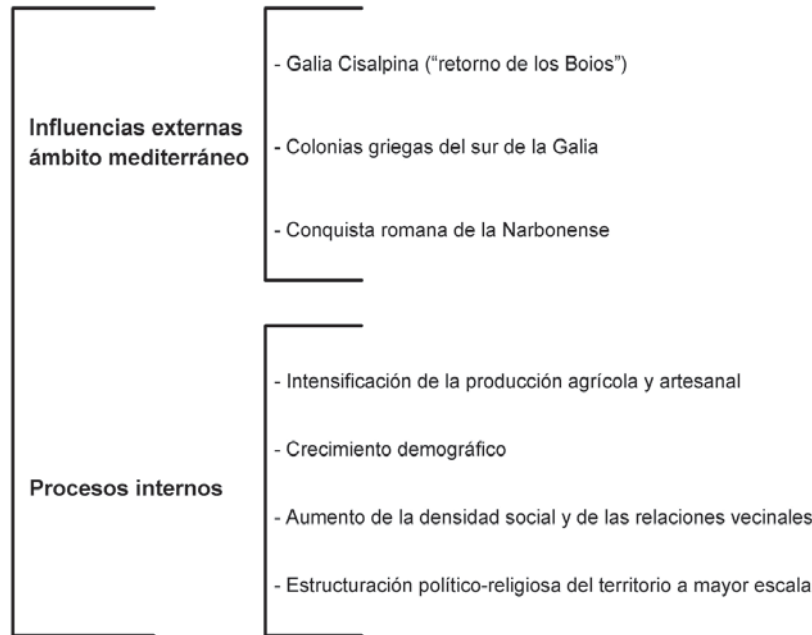 Influencias externas
ámbito mediterráneo
- Galia Cisalpina (“retorno de los Boios”)
- Colonias griegas del sur de la Galia
- Conquista romana de la Narbonense
Procesos internos
- Intensificación de la producción agrícola y artesanal
- Crecimiento demográfico
- Aumento de la densidad social y de las relaciones vecinales
- Estructuración político-religiosa del territorio a mayor escala